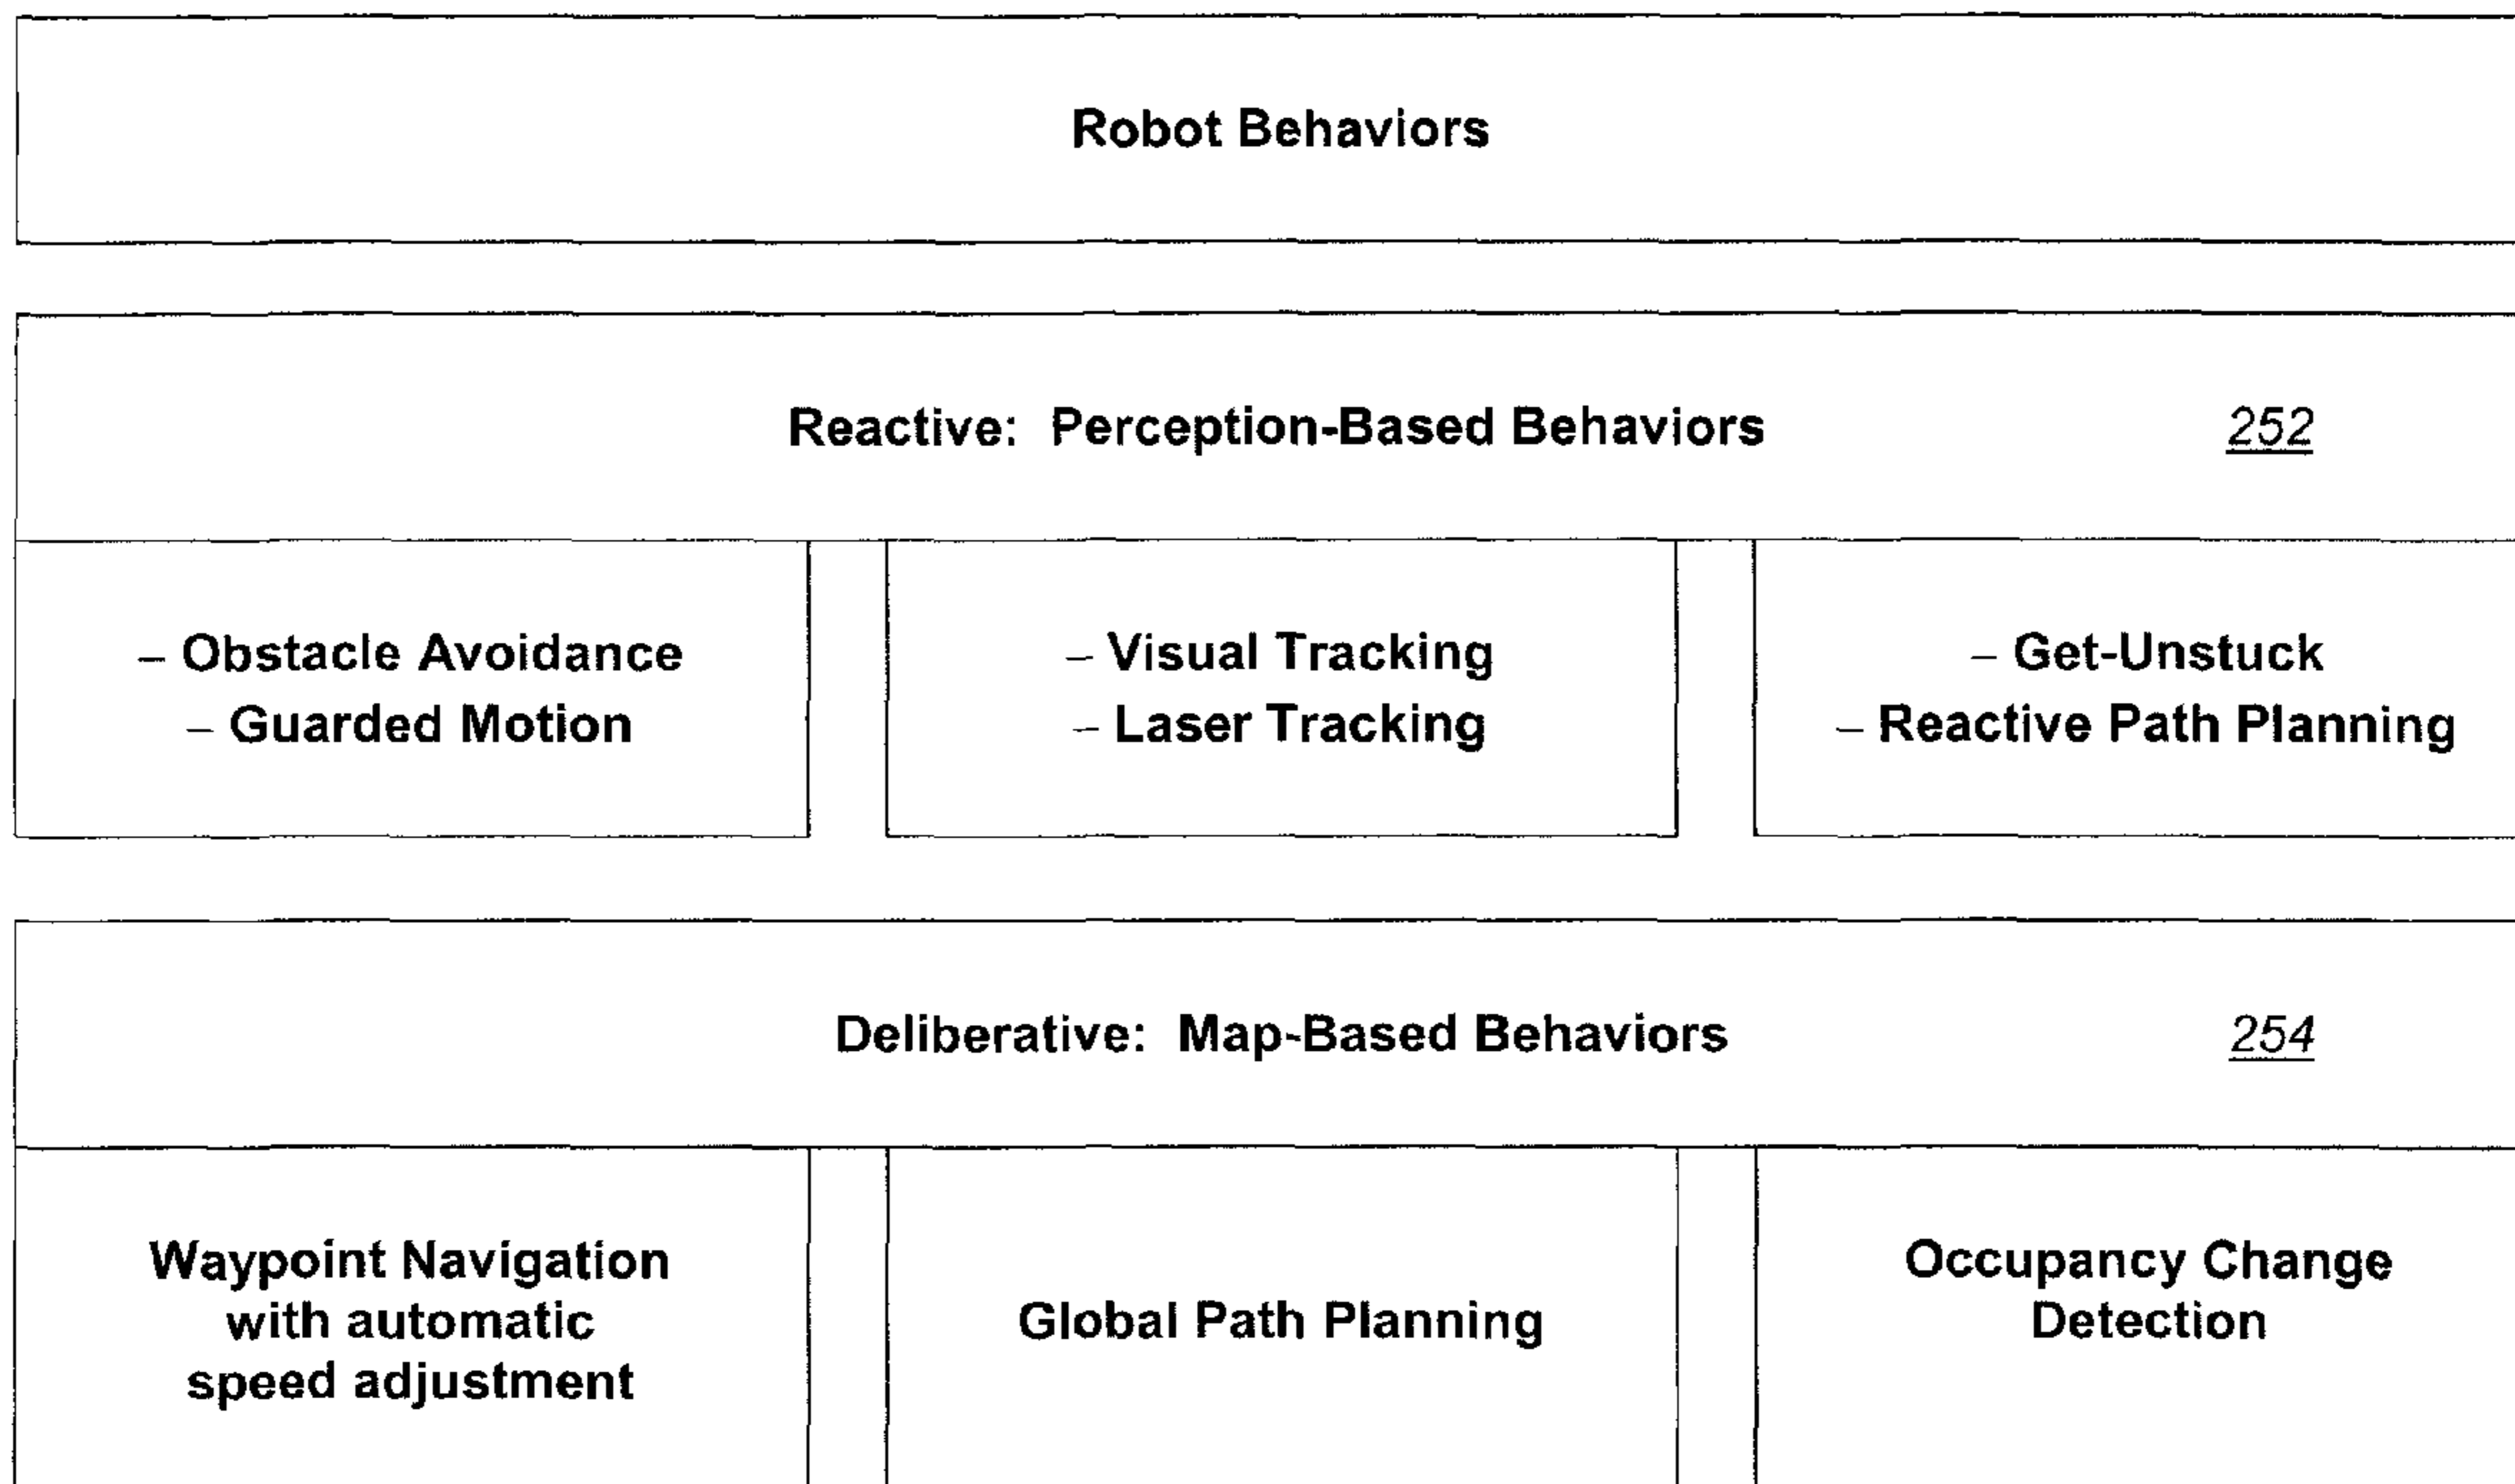 Robot Behaviors
Reactive: Perception-Based Behaviors 252
– Obstacle Avoidance
– Guarded Motion
– Visual Tracking
– Laser Tracking
– Get-Unstuck
– Reactive Path Planning
Deliberative: Map-Based Behaviors 254
Waypoint Navigation
with automatic
speed adjustment
Global Path Planning
Occupancy Change
Detection